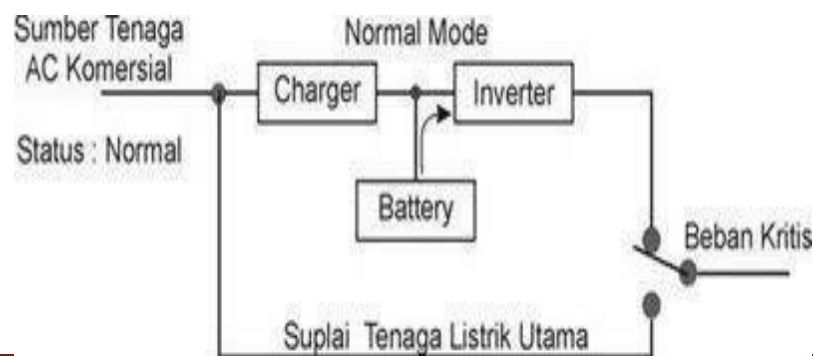 Sumber Tenaga
AC Komersial
Normal Mode
Charger
Inverter
Status : Normal
Battery
Beban Kritis
Suplai Tenaga Listrik Utama